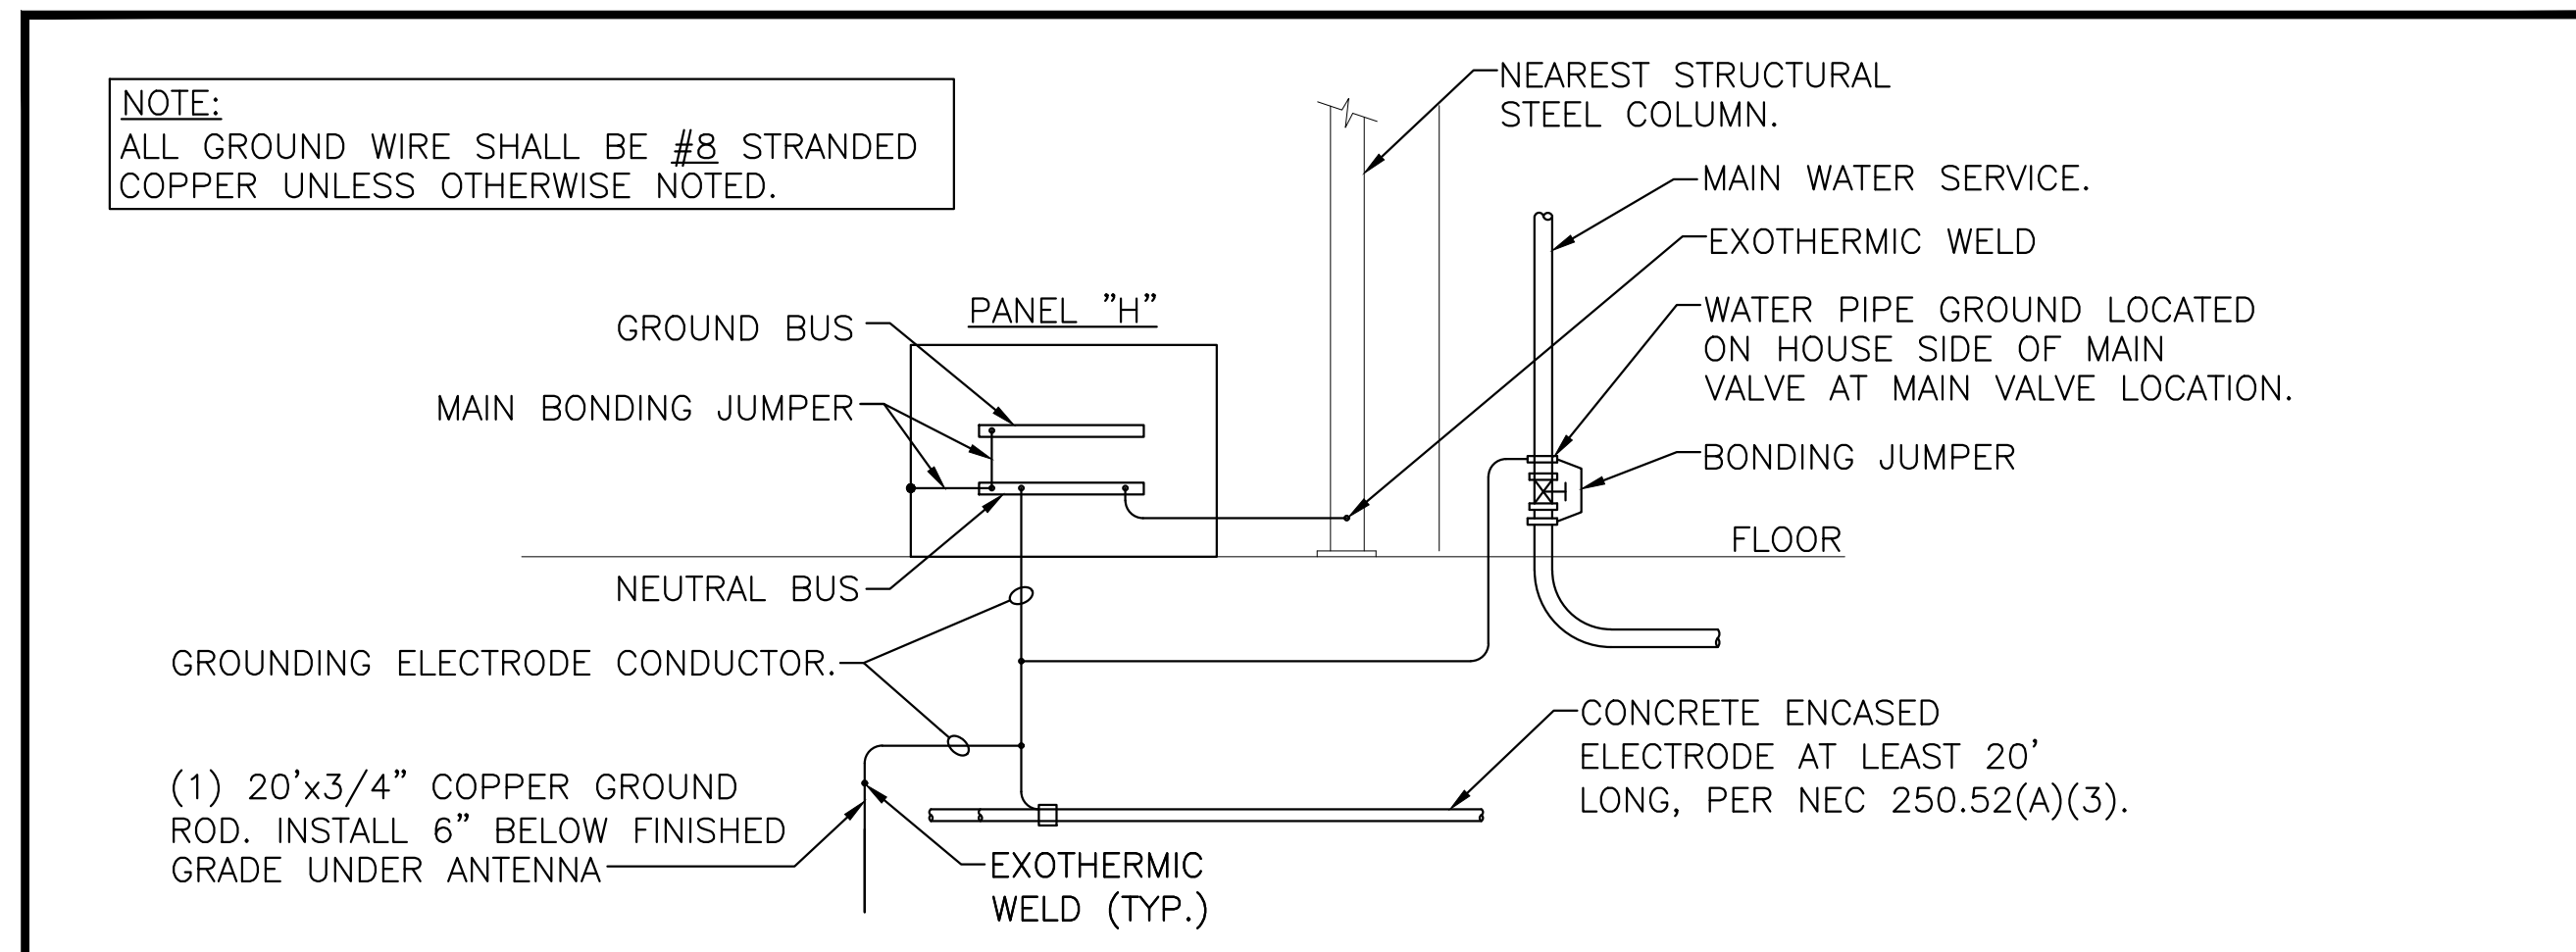 NOTE:
ALL GROUND WIRE SHALL BE #8 STRANDED
COPPER UNLESS OTHERWISE NOTED.
NEAREST STRUCTURAL
STEEL COLUMN.
MAIN WATER SERVICE.
EXOTHERMIC WELD
WATER PIPE GROUND LOCATED
ON HOUSE SIDE OF MAIN
VALVE AT MAIN VALVE LOCATION.
BONDING JUMPER
FLOOR
PANEL "H"
GROUND BUS
MAIN BONDING JUMPER
NEUTRAL BUS
GROUNDING ELECTRODE CONDUCTOR.
(1) 20'x3/4" COPPER GROUND
ROD. INSTALL 6" BELOW FINISHED
GRADE UNDER ANTENNA
EXOTHERMIC
WELD (TYP.)
CONCRETE ENCASED
ELECTRODE AT LEAST 20'
LONG, PER NEC 250.52(A)(3).